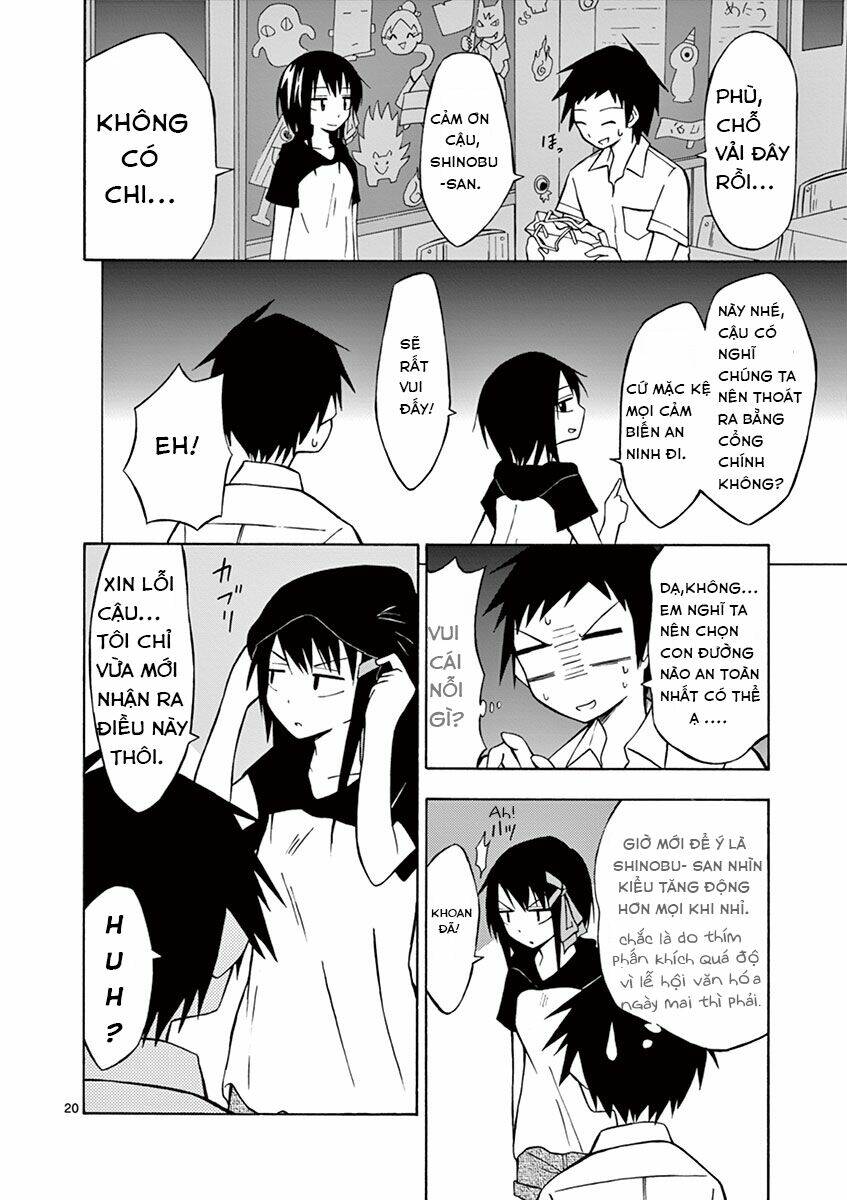 PHÙ,
CHỖ
VẢI ĐÂY
RỒI...
CẢM ƠN
CẬU,
SHINOBU
-SAN.
KHÔNG
CÓ
CHI...
めたう
ほっ
NÀY NHÉ,
CẬU CÓ
NGHĨ
CHÚNG TA
NÊN THOÁT
RA BẰNG
CỔNG
CHÍNH
KHÔNG?
CỨ MẶC KỆ
MỌI CẢM
BIẾN AN
NINH ĐI.
SẼ
RẤT
VUI
ĐẤY!
EH!
DẠ,KHÔNG...
EM NGHĨ TA
NÊN CHỌN
CON ĐƯỜNG
NÀO AN TOÀN
NHẤT CÓ THỂ
Ạ ....
VUI
CÁI
NỖI
GÌ?
GIỜ MỚI ĐỂ Ý LÀ
SHINOBU- SAN NHÌN
KIỂU TĂNG ĐỘNG
HƠN MỌI KHI NHỈ.
chắc là do thím
phấn khích quá độ
vì lễ hội văn hóa
ngày mai thì phải.
Ah!
KHOAN
ĐÃ!
XIN LỖI
CẬU...
TÔI CHỈ
VỪA MỚI
NHẬN RA
ĐIỀU NÀY
THÔI.
HUH?
20